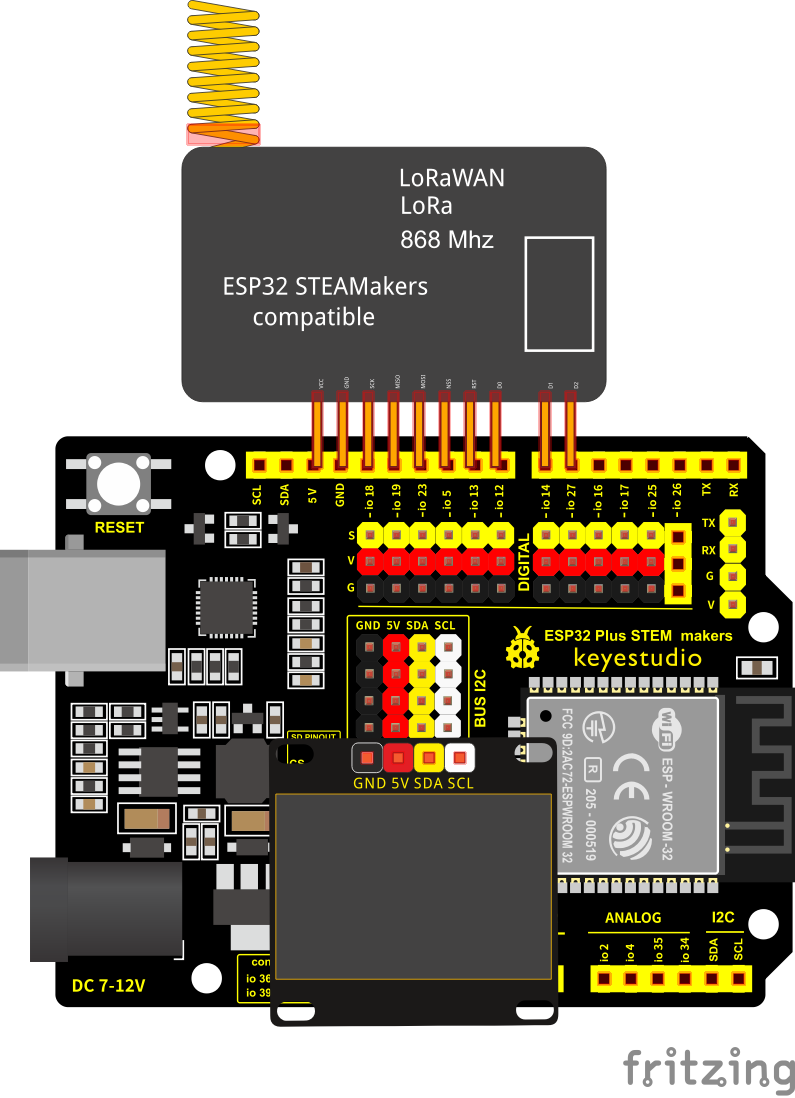 LoRaWAN
LoRa
868 Mhz
ESP32 STEAMakers
compatible
VCC
GND
SCK
MISO
MOSI
NSS
RST
D0
D1
D2
RESET
SCL
SDA
5V
GND
~ io 18
~ io 19
~ io 23
~ io 5
~ io 13
~ io 12
~ io 14
~ io 27
~ io 16
~ io 17
~ io 25
~ io 26
TX
RX
S
V
G
DIGITAL
TX
RX
G
V
GND 5V SDA SCL
BUS I2C
ESP32 Plus STEM makers
keyestudio
SD PINOUT
CS
GND 5V SDA SCL
WiFi
ESP-WROOM-32
CE
R
205-000519
FCC 9D:2AC72-ESPWROOM 32
ANALOG
I2C
io2
io4
io 35
io 34
SDA
SCL
DC 7-12V
con
io 36
io 39
fritzing